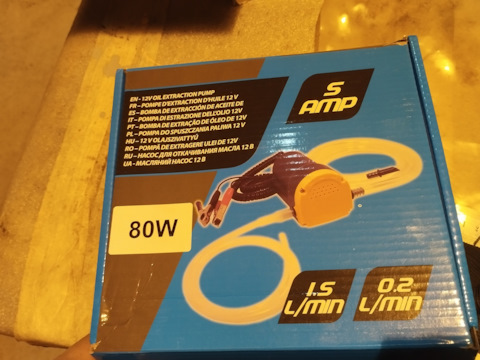 EN - 12V OIL EXTRACTION PUMP
FR - POMPE D'EXTRACTION D'HUILE 12 V
ES - BOMBA DE EXTRACCIÓN DE ACEITE DE
IT - POMPA DI ESTRAZIONE DELL'OLIO 12V
PT - BOMBA DE EXTRAÇÃO DE ÓLEO DE 12V
PL - POMPA DO SPUSZCZANIA PALIWA 12 V
HU - 12 V OLAJSZIVATTYÚ
RO - POMPĂ DE EXTRAGERE ULEI DE 12V
RU - НАСОС ДЛЯ ОТКАЧИВАНИЯ МАСЛА 12 В
UA - МАСЛЯНИЙ НАСОС 12 В
5
AMP
80W
1.5
L/min
0.2
L/min